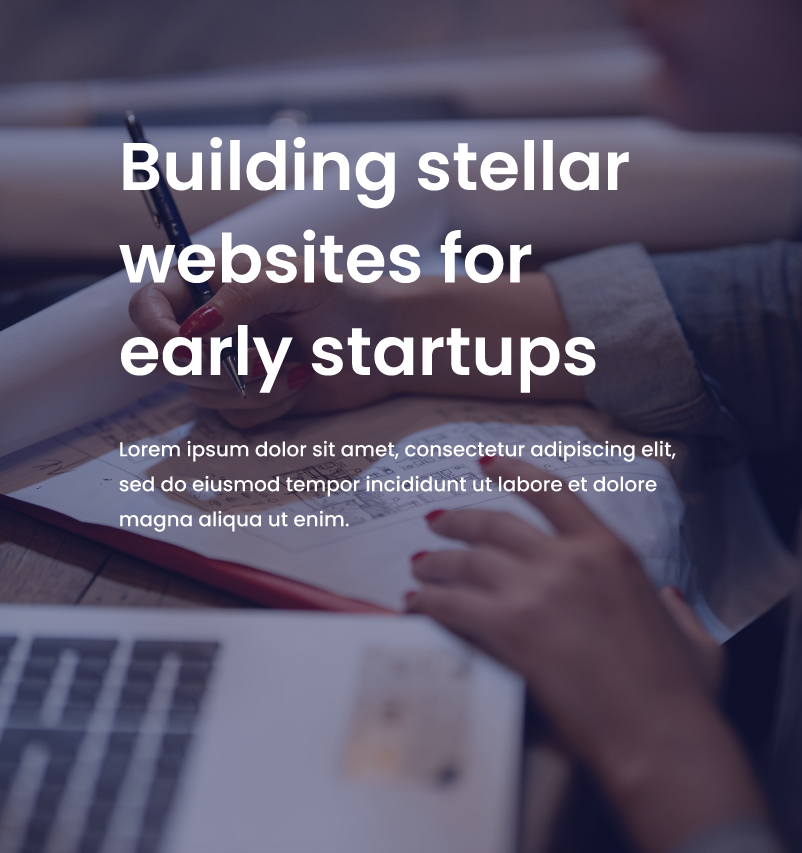 Building stellar
websites for
early startups
Lorem ipsum dolor sit amet, consectetur adipiscing elit,
sed do eiusmod tempor incididunt ut labore et dolore
magna aliqua ut enim.